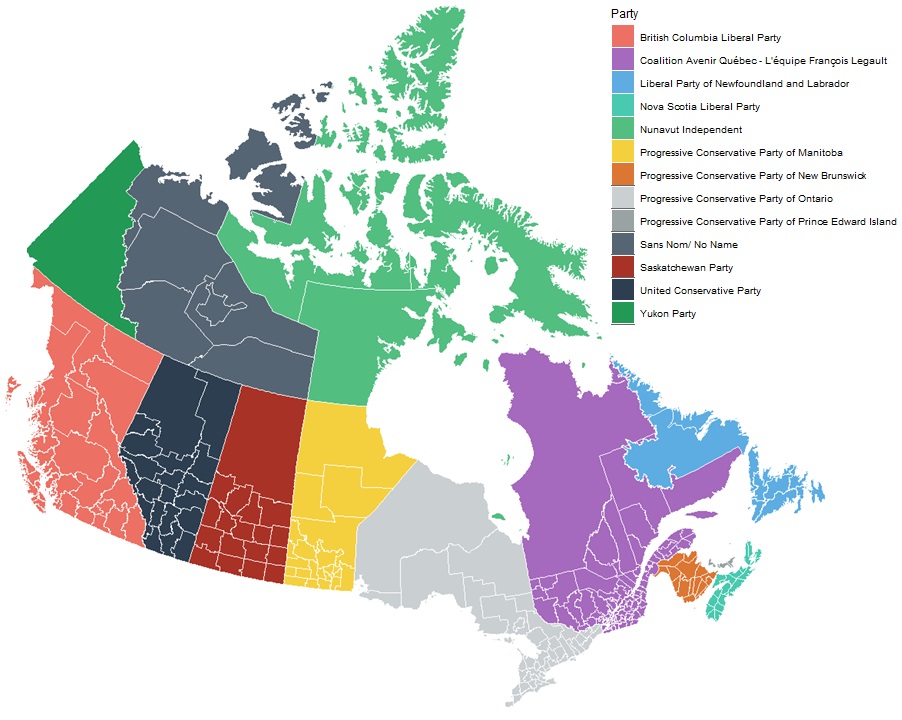 Party
British Columbia Liberal Party
Coalition Avenir Québec - L'équipe François Legault
Liberal Party of Newfoundland and Labrador
Nova Scotia Liberal Party
Nunavut Independent
Progressive Conservative Party of Manitoba
Progressive Conservative Party of New Brunswick
Progressive Conservative Party of Ontario
Progressive Conservative Party of Prince Edward Island
Sans Nom/ No Name
Saskatchewan Party
United Conservative Party
Yukon Party